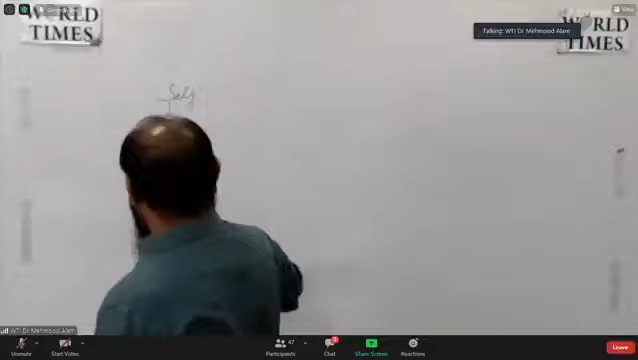 WORLD
TIMES
View
Talking: WTI Dr Mehmood Alam
WORLD
TIMES
Self
WTI Dr Mehmood Alam
Unmute
Start Video
Participants
47
Chat
Share Screen
Reactions
Leave